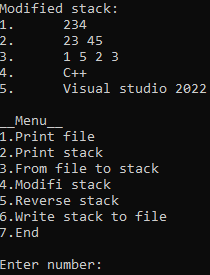 Modified stack:
1. 234
2. 23 45
3. 1 5 2 3
4. C++
5. Visual studio 2022
__Menu__
1.Print file
2.Print stack
3.From file to stack
4.Modifi stack
5.Reverse stack
6.Write stack to file
7.End
Enter number: